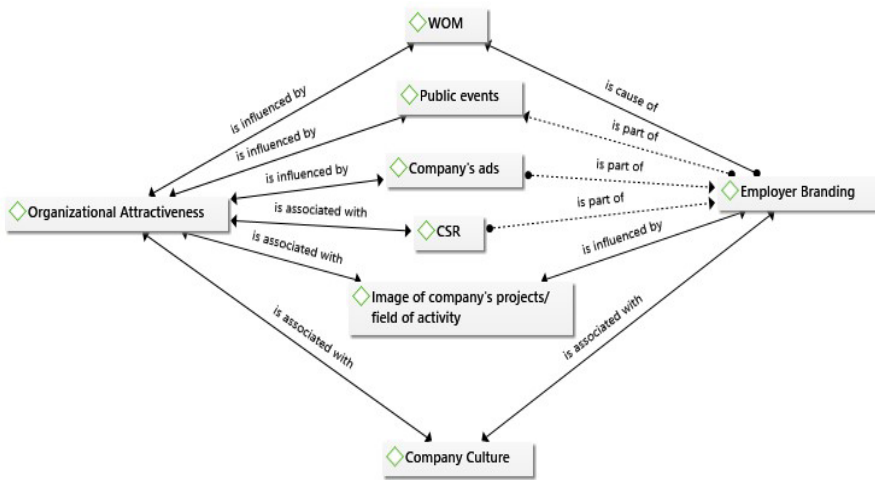 WOM
is influenced by
is cause of
Public events
is influenced by
is part of
Company's ads
is influenced by
is part of
Organizational Attractiveness
Employer Branding
is associated with
is part of
CSR
is associated with
is influenced by
Image of company's projects/
field of activity
is associated with
is associated with
Company Culture